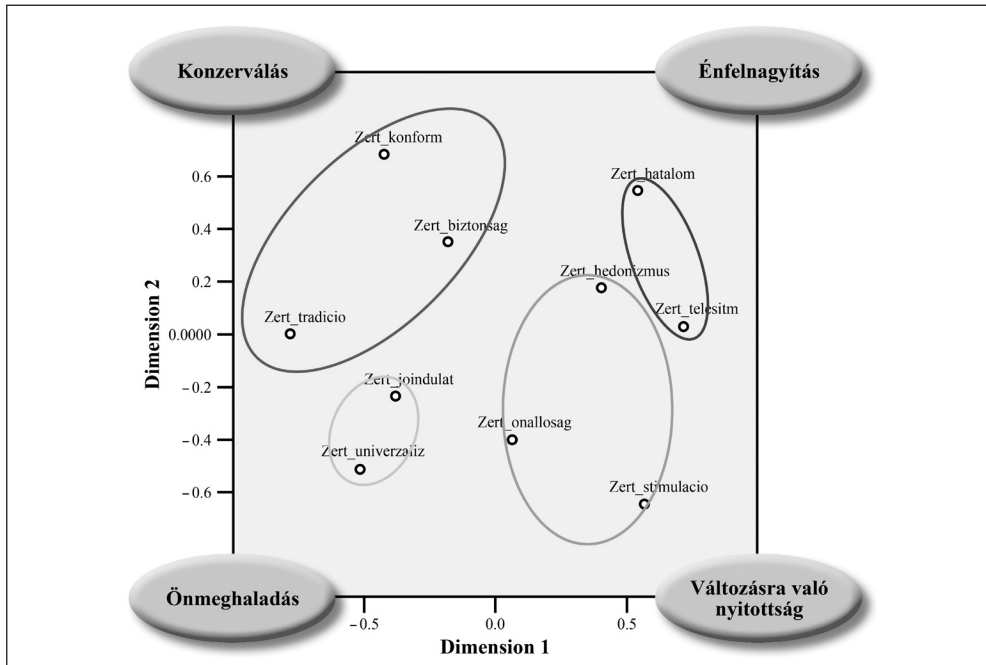 Konzerválás
Énfelnagyítás
Zert_konform
Zert_hatalom
0.6
Zert_biztonsag
0.4
Zert_hedonizmus
0.2
Zert_tradicio
Zert_telesitm
0.0000
Dimension 2
Zert_joindulat
−0.2
Zert_onallosag
−0.4
Zert_univerzaliz
Zert_stimulacio
−0.6
Önmeghaladás
Változásra való
nyitottság
−0.5
0.0
0.5
Dimension 1